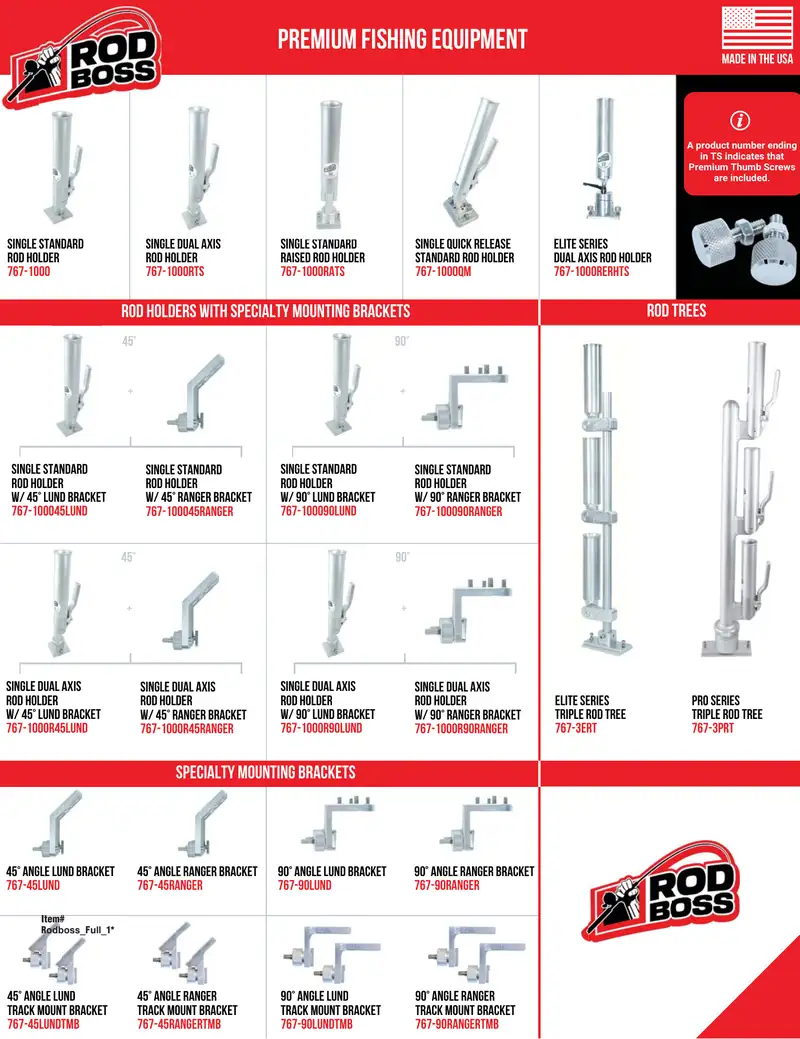 ROD
BOSS
PREMIUM FISHING EQUIPMENT
MADE IN THE USA
i
A product number ending
in TS indicates that
Premium Thumb Screws
are included.
SINGLE STANDARD
ROD HOLDER
767-1000
SINGLE DUAL AXIS
ROD HOLDER
767-1000RTS
SINGLE STANDARD
RAISED ROD HOLDER
767-1000RATS
SINGLE QUICK RELEASE
STANDARD ROD HOLDER
767-1000QM
ELITE SERIES
DUAL AXIS ROD HOLDER
767-1000RERHTS
ROD HOLDERS WITH SPECIALTY MOUNTING BRACKETS
ROD TREES
45°
+
90°
+
SINGLE STANDARD
ROD HOLDER
W/ 45° LUND BRACKET
767-100045LUND
SINGLE STANDARD
ROD HOLDER
W/ 45° RANGER BRACKET
767-100045RANGER
SINGLE STANDARD
ROD HOLDER
W/ 90° LUND BRACKET
767-100090LUND
SINGLE STANDARD
ROD HOLDER
W/ 90° RANGER BRACKET
767-100090RANGER
45°
+
90°
+
SINGLE DUAL AXIS
ROD HOLDER
W/ 45° LUND BRACKET
767-1000R45LUND
SINGLE DUAL AXIS
ROD HOLDER
W/ 45° RANGER BRACKET
767-1000R45RANGER
SINGLE DUAL AXIS
ROD HOLDER
W/ 90° LUND BRACKET
767-1000R90LUND
SINGLE DUAL AXIS
ROD HOLDER
W/ 90° RANGER BRACKET
767-1000R90RANGER
ELITE SERIES
TRIPLE ROD TREE
767-3ERT
PRO SERIES
TRIPLE ROD TREE
767-3PRT
SPECIALTY MOUNTING BRACKETS
45° ANGLE LUND BRACKET
767-45LUND
45° ANGLE RANGER BRACKET
767-45RANGER
90° ANGLE LUND BRACKET
767-90LUND
90° ANGLE RANGER BRACKET
767-90RANGER
Item#
Rodboss_Full_1*
45° ANGLE LUND
TRACK MOUNT BRACKET
767-45LUNDTMB
45° ANGLE RANGER
TRACK MOUNT BRACKET
767-45RANGERTMB
90° ANGLE LUND
TRACK MOUNT BRACKET
767-90LUNDTMB
90° ANGLE RANGER
TRACK MOUNT BRACKET
767-90RANGERTMB
ROD
BOSS